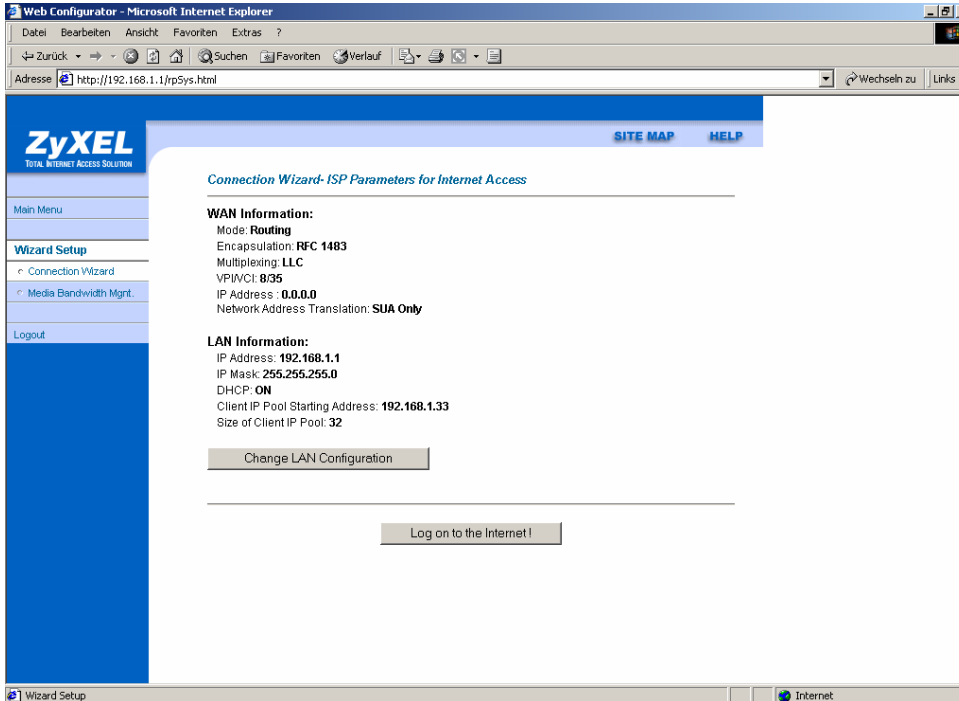 Web Configurator - Microsoft Internet Explorer
Datei Bearbeiten Ansicht Favoriten Extras ?
Zurück Suchen Favoriten Verlauf
Adresse http://192.168.1.1/rpSys.html Wechseln zu Links
ZyXEL
TOTAL INTERNET ACCESS SOLUTION
SITE MAP HELP
Main Menu
Wizard Setup
Connection Wizard
Media Bandwidth Mgnt.
Logout
Connection Wizard- ISP Parameters for Internet Access
WAN Information:
Mode: Routing
Encapsulation: RFC 1483
Multiplexing: LLC
VPI/VCI: 8/35
IP Address : 0.0.0.0
Network Address Translation: SUA Only
LAN Information:
IP Address: 192.168.1.1
IP Mask: 255.255.255.0
DHCP: ON
Client IP Pool Starting Address: 192.168.1.33
Size of Client IP Pool: 32
Change LAN Configuration
Log on to the Internet !
Wizard Setup Internet